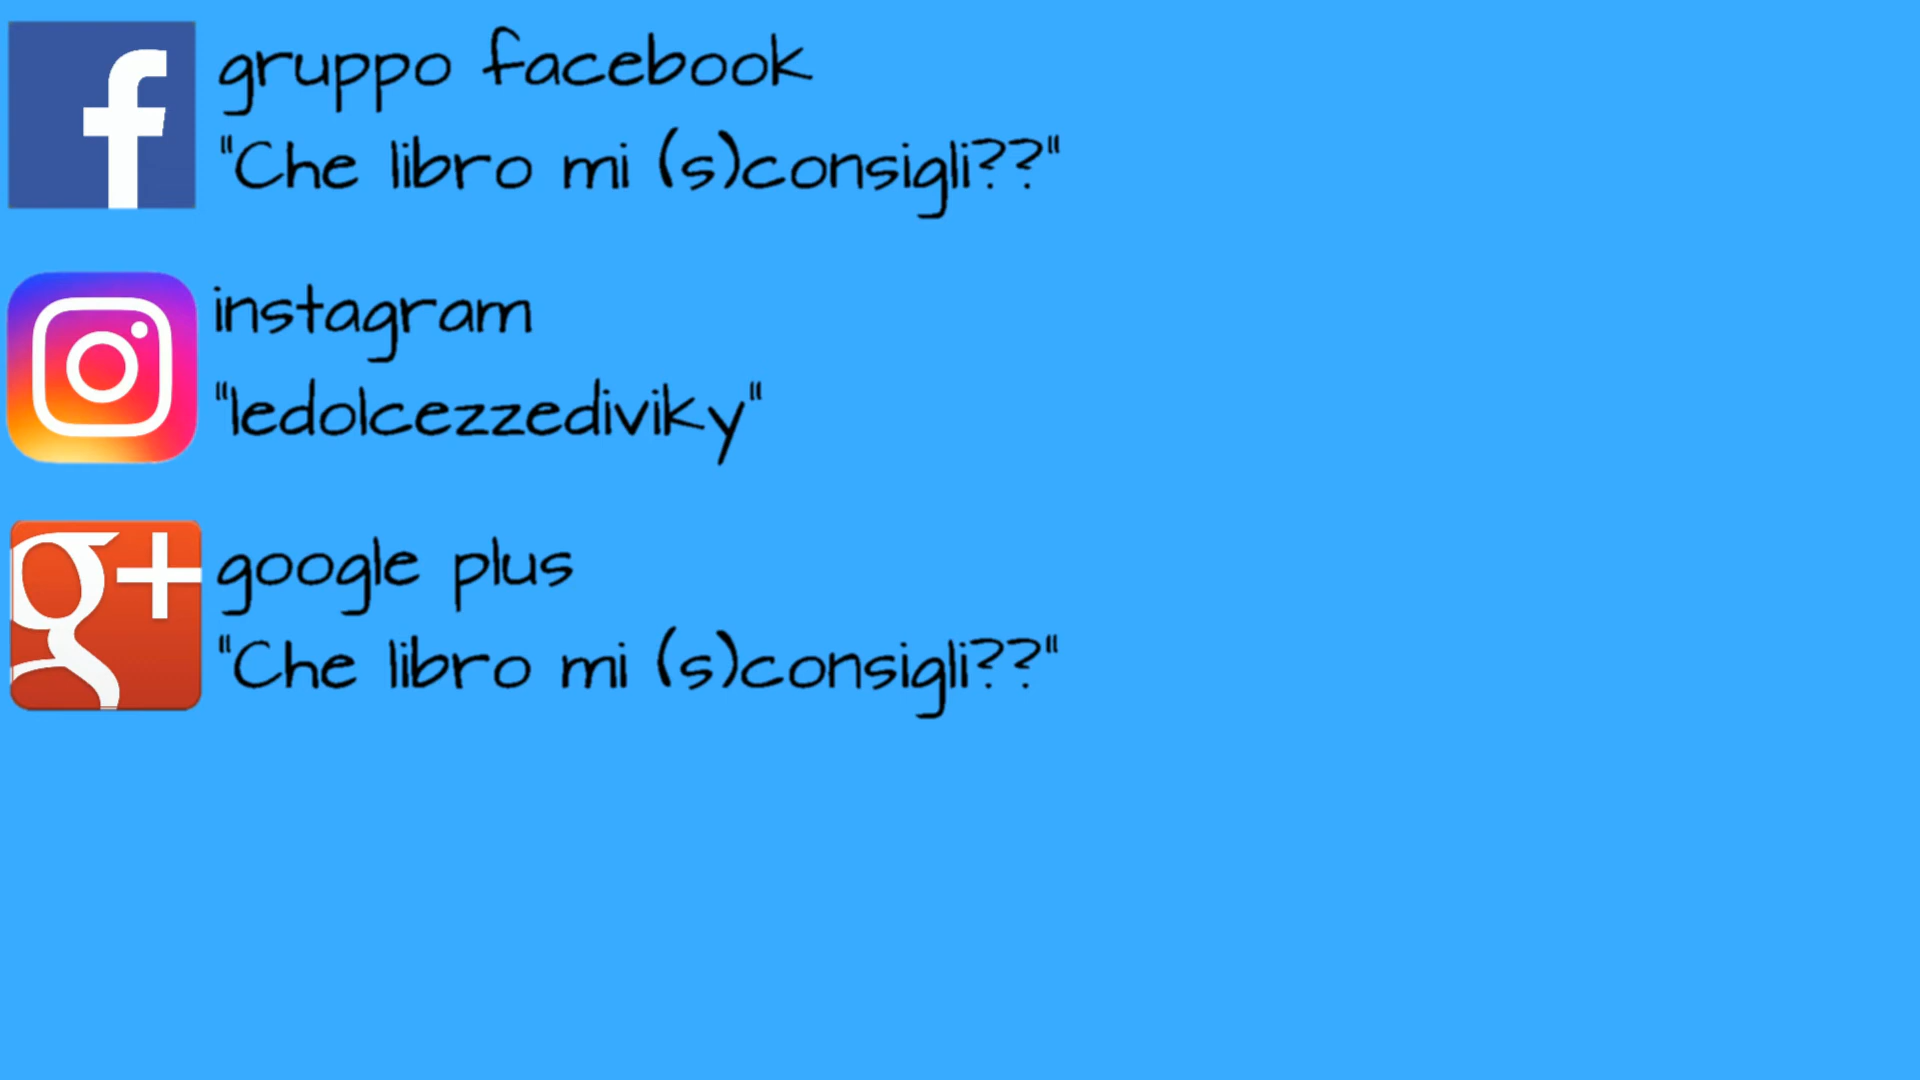 gruppo facebook
"Che libro mi (s)consigli??"
instagram
"ledolcezzediviky"
g+
google plus
"Che libro mi (s)consigli??"